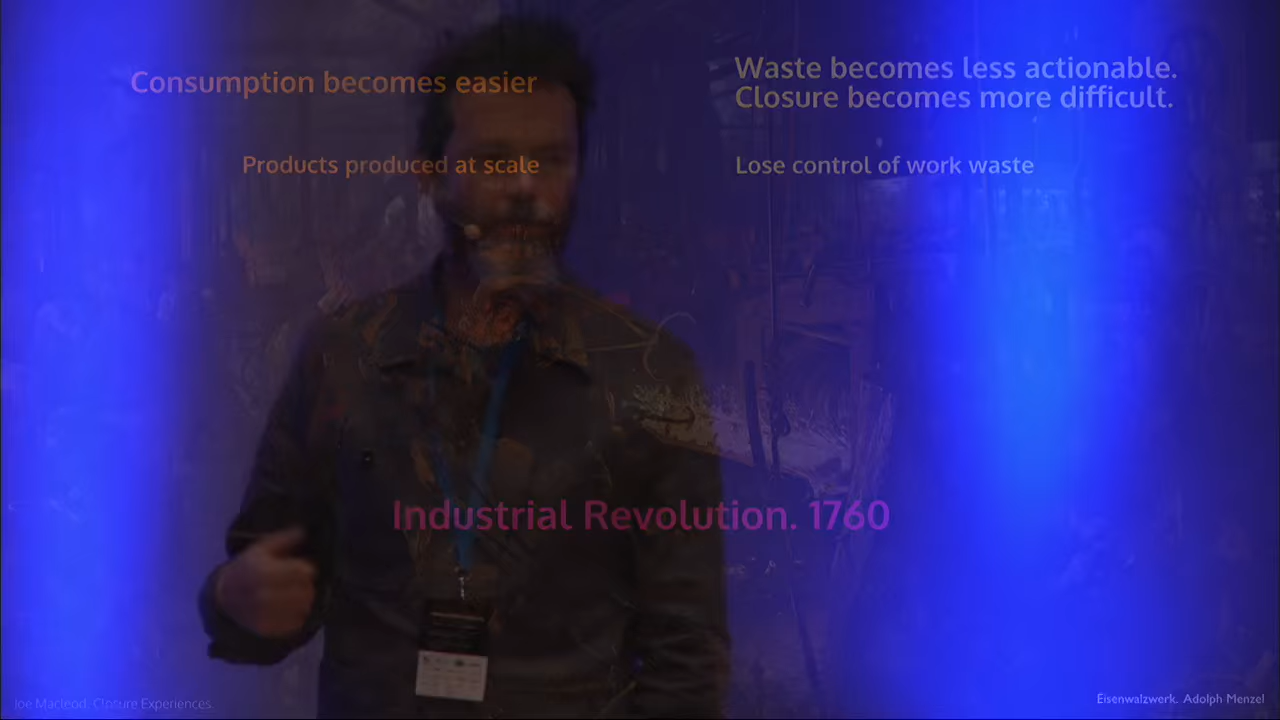 Consumption becomes easier
Waste becomes less actionable.
Closure becomes more difficult.
Products produced at scale
Lose control of work waste
Industrial Revolution. 1760
Joe Macleod. Closure Experiences.
Eisenwalzwerk. Adolph Menzel